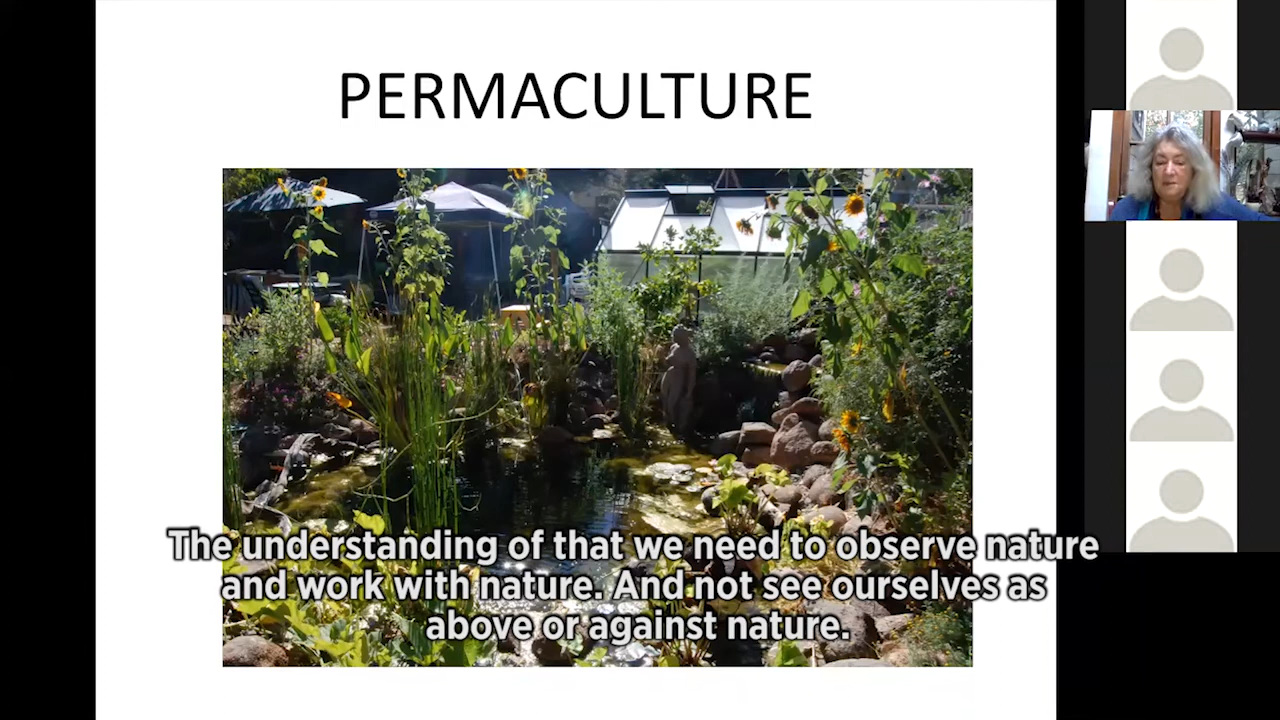 PERMACULTURE
The understanding of that we need to observe nature
and work with nature. And not see ourselves as
above or against nature.